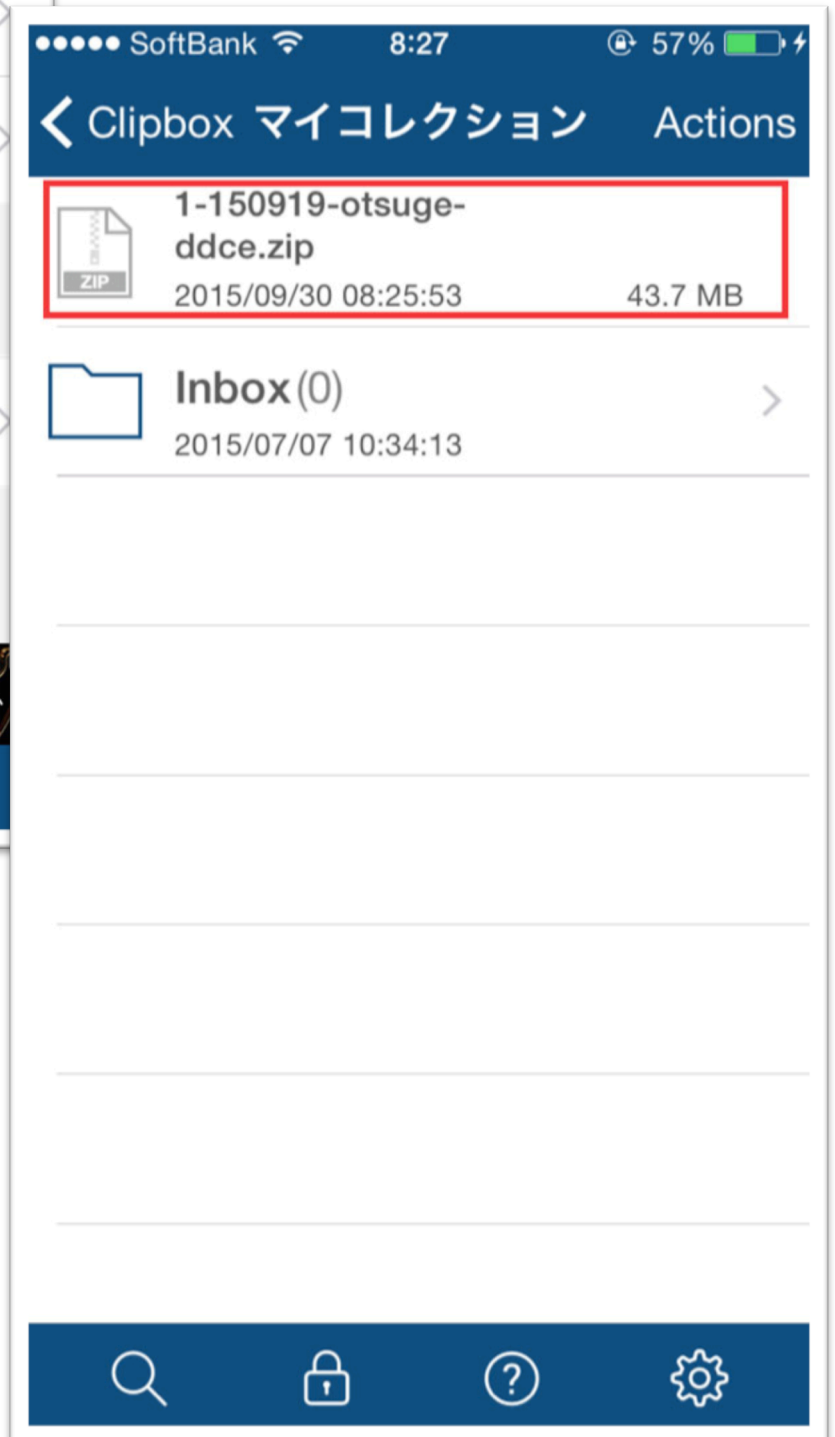 SoftBank 8:27 57%
Clipbox マイコレクション Actions
1-150919-otsuge-
ddce.zip
ZIP
2015/09/30 08:25:53 43.7 MB
Inbox(0)
2015/07/07 10:34:13
?